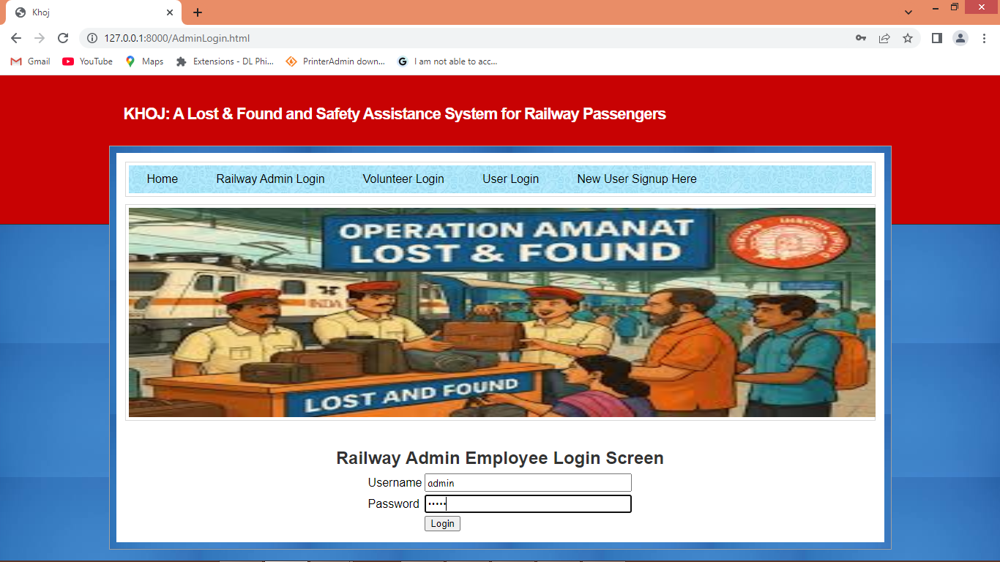 Khoj
127.0.0.1:8000/AdminLogin.html
Gmail YouTube Maps Extensions - DL Phi... PrinterAdmin down... G I am not able to acc...
KHOJ: A Lost & Found and Safety Assistance System for Railway Passengers
Home Railway Admin Login Volunteer Login User Login New User Signup Here
OPERATION AMANAT
LOST & FOUND
INDA
LOST AND FOUND
Railway Admin Employee Login Screen
Username admin
Password •••••
Login